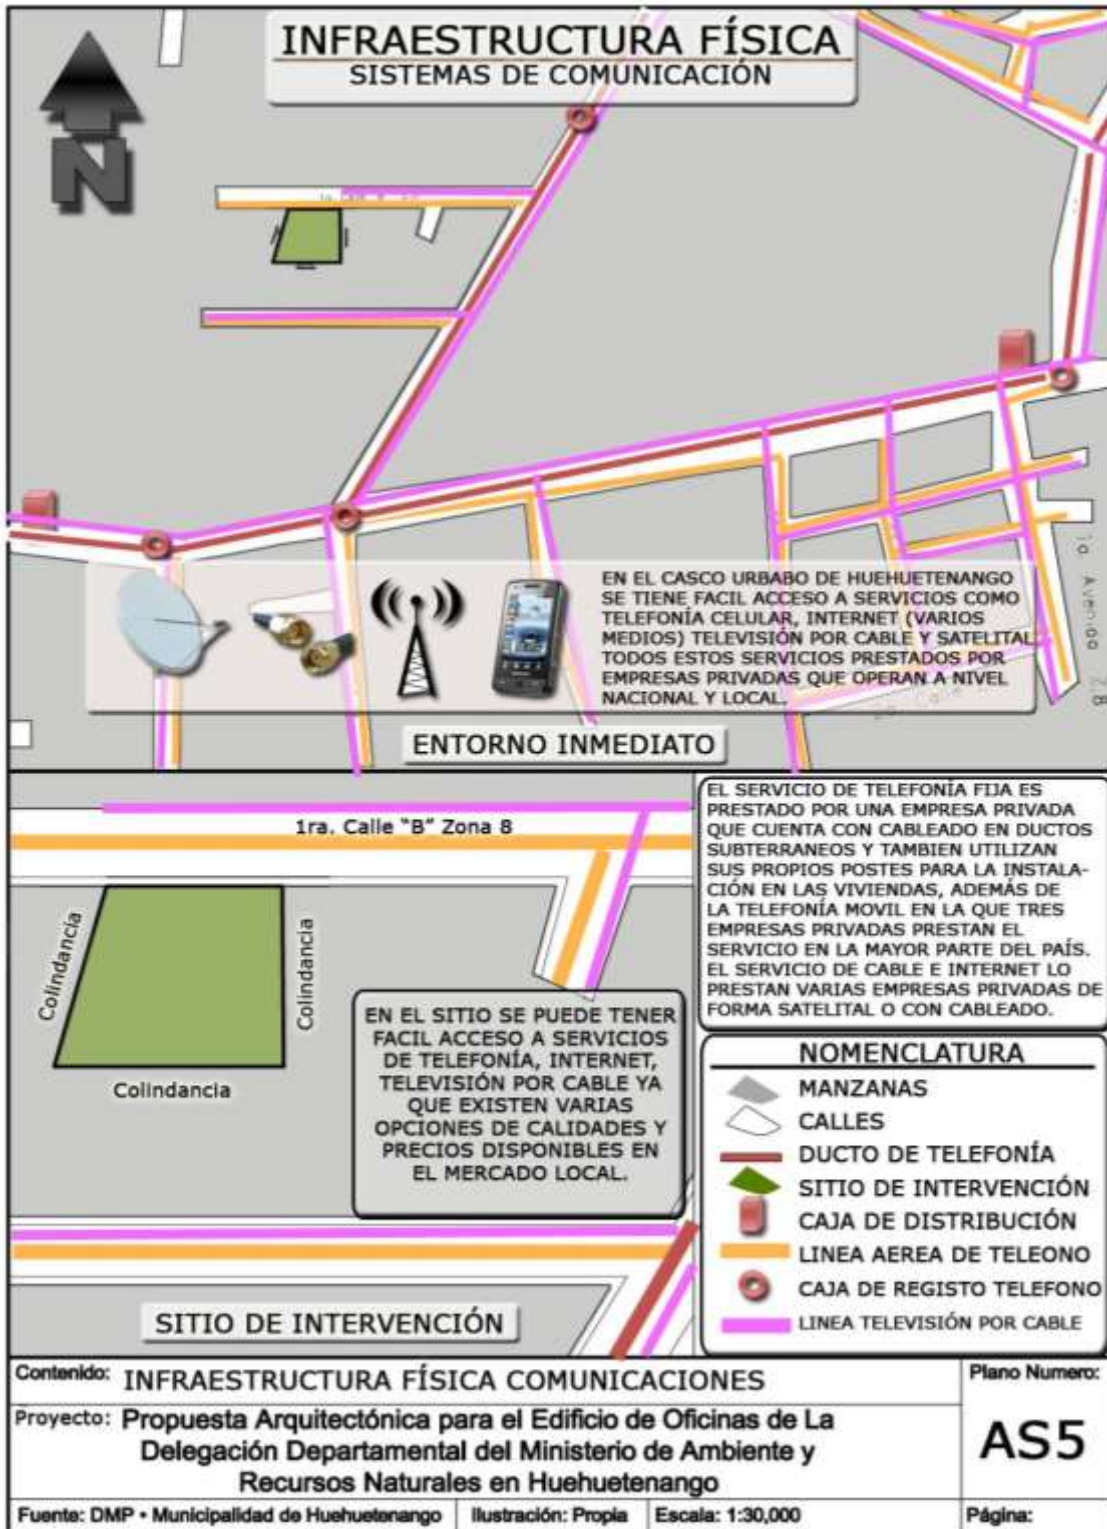 INFRAESTRUCTURA FÍSICA
SISTEMAS DE COMUNICACIÓN
N
1a Avenida Z 8
EN EL CASCO URBABO DE HUEHUETENANGO
SE TIENE FACIL ACCESO A SERVICIOS COMO
TELEFONÍA CELULAR, INTERNET (VARIOS
MEDIOS) TELEVISIÓN POR CABLE Y SATELITAL
TODOS ESTOS SERVICIOS PRESTADOS POR
EMPRESAS PRIVADAS QUE OPERAN A NIVEL
NACIONAL Y LOCAL.
ENTORNO INMEDIATO
1ra. Calle "B" Zona 8
Colindancia
Colindancia
Colindancia
EN EL SITIO SE PUEDE TENER
FACIL ACCESO A SERVICIOS
DE TELEFONÍA, INTERNET,
TELEVISIÓN POR CABLE YA
QUE EXISTEN VARIAS
OPCIONES DE CALIDADES Y
PRECIOS DISPONIBLES EN
EL MERCADO LOCAL.
SITIO DE INTERVENCIÓN
EL SERVICIO DE TELEFONÍA FIJA ES
PRESTADO POR UNA EMPRESA PRIVADA
QUE CUENTA CON CABLEADO EN DUCTOS
SUBTERRANEOS Y TAMBIEN UTILIZAN
SUS PROPIOS POSTES PARA LA INSTALA-
CIÓN EN LAS VIVIENDAS, ADEMÁS DE
LA TELEFONÍA MOVIL EN LA QUE TRES
EMPRESAS PRIVADAS PRESTAN EL
SERVICIO EN LA MAYOR PARTE DEL PAÍS.
EL SERVICIO DE CABLE E INTERNET LO
PRESTAN VARIAS EMPRESAS PRIVADAS DE
FORMA SATELITAL O CON CABLEADO.
NOMENCLATURA
MANZANAS
CALLES
DUCTO DE TELEFONÍA
SITIO DE INTERVENCIÓN
CAJA DE DISTRIBUCIÓN
LINEA AEREA DE TELEONO
CAJA DE REGISTO TELEFONO
LINEA TELEVISIÓN POR CABLE
Contenido: INFRAESTRUCTURA FÍSICA COMUNICACIONES
Proyecto: Propuesta Arquitectónica para el Edificio de Oficinas de La
Delegación Departamental del Ministerio de Ambiente y
Recursos Naturales en Huehuetenango
Plano Numero:
AS5
Fuente: DMP • Municipalidad de Huehuetenango Ilustración: Propia Escala: 1:30,000 Página: